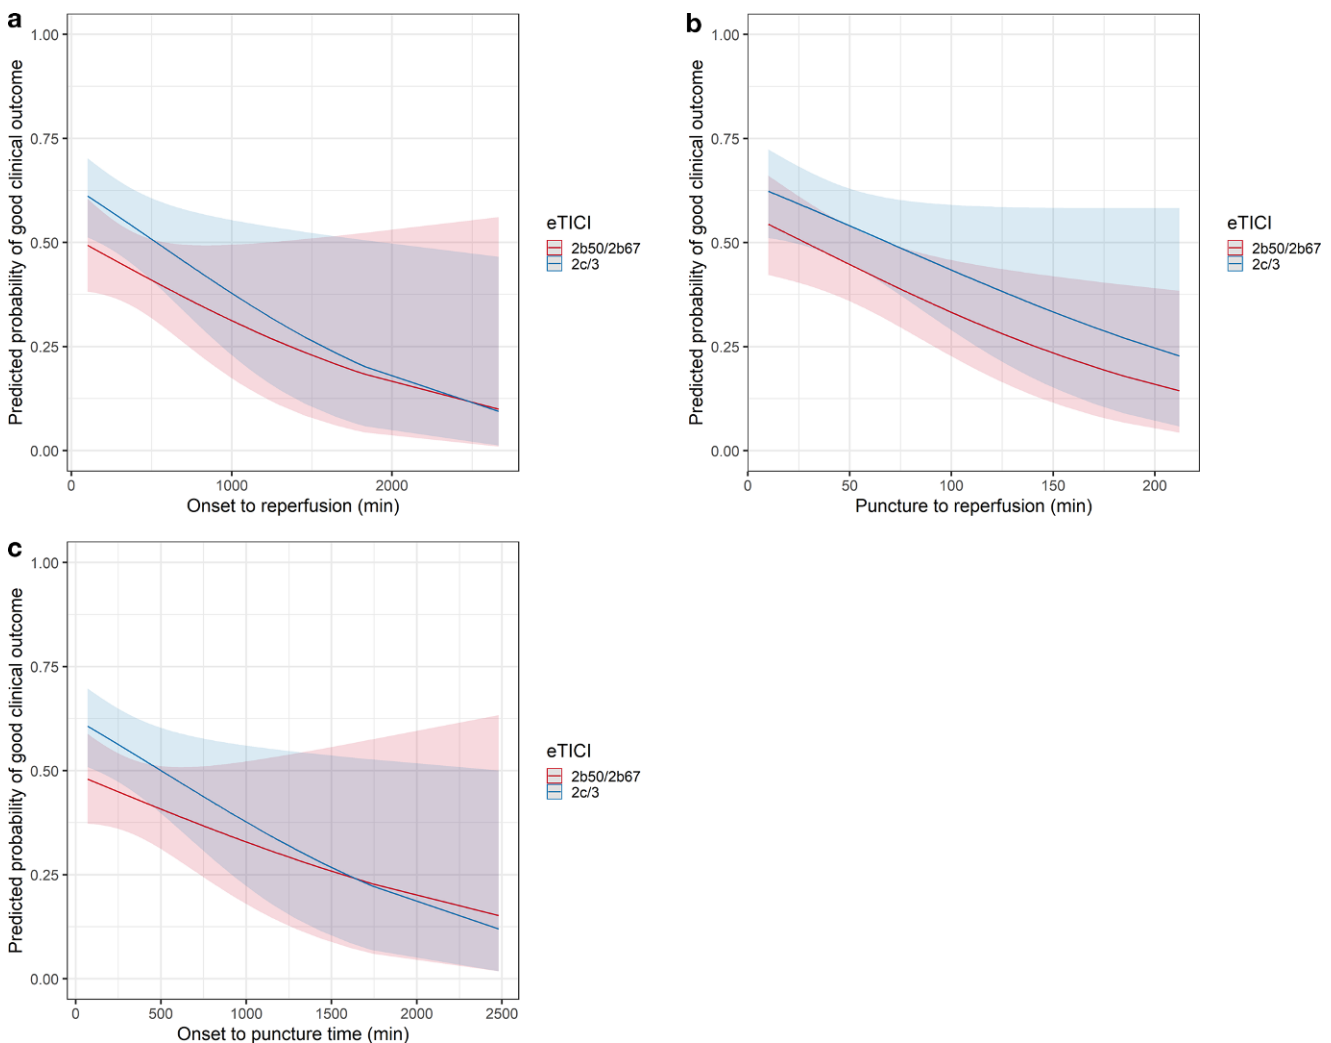 a
Predicted probability of good clinical outcome
1.00
0.75
0.50
0.25
0.00
0
1000
2000
Onset to reperfusion (min)
eTICI
2b50/2b67
2c/3
b
Predicted probability of good clinical outcome
1.00
0.75
0.50
0.25
0.00
0
50
100
150
200
Puncture to reperfusion (min)
eTICI
2b50/2b67
2c/3
c
Predicted probability of good clinical outcome
1.00
0.75
0.50
0.25
0.00
0
500
1000
1500
2000
2500
Onset to puncture time (min)
eTICI
2b50/2b67
2c/3